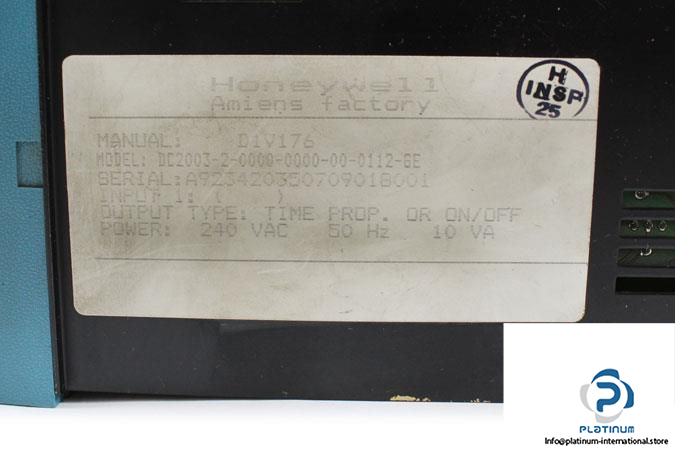 Honeywell
Amiens factory
H
INSP
25
MANUAL: D1V176
MODEL: DC2003-2-0000-0000-00-0112-GE
SERIAL: A923420350709018001
INPUT 1: ( )
OUTPUT TYPE: TIME PROP. OR ON/OFF
POWER: 240 VAC 50 Hz 10 VA
PLATINUM
Info@platinum-international.store